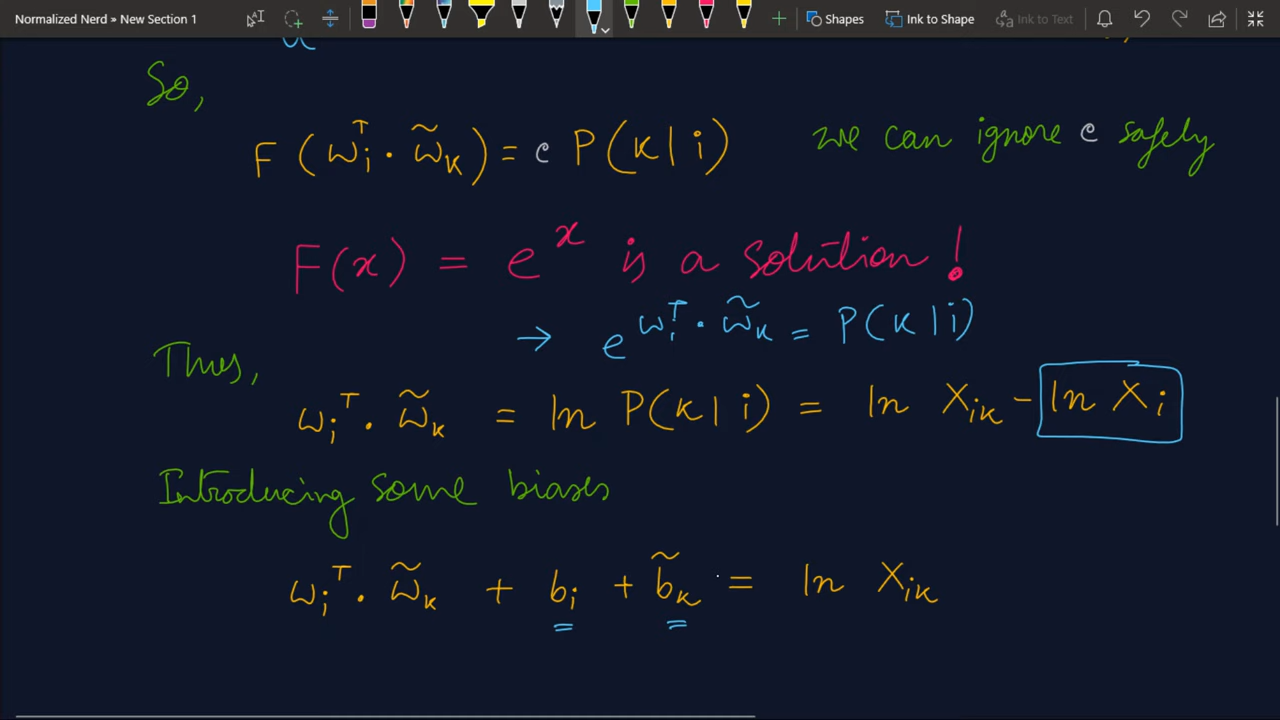 Normalized Nerd » New Section 1 Shapes Ink to Shape Ink to Text
So,
F(ωᵢᵀ · ω̃ₖ) = c P(k|i) we can ignore c safely
F(x) = eˣ is a solution!
→ e^(ωᵢᵀ · ω̃ₖ) = P(k|i)
Thus,
ωᵢᵀ · ω̃ₖ = ln P(k|i) = ln Xᵢₖ - ln Xᵢ
Introducing some biases
ωᵢᵀ · ω̃ₖ + bᵢ + b̃ₖ = ln Xᵢₖ